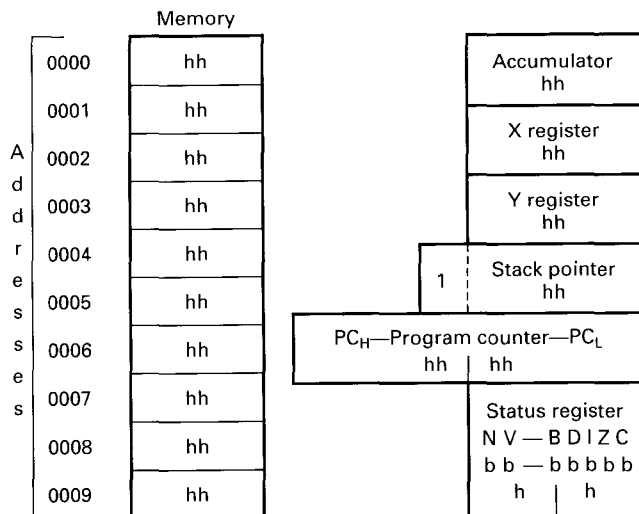 Memory
Addresses
0000 hh
0001 hh
0002 hh
0003 hh
0004 hh
0005 hh
0006 hh
0007 hh
0008 hh
0009 hh
Accumulator
hh
X register
hh
Y register
hh
1 Stack pointer
hh
PCH—Program counter—PCL
hh hh
Status register
N V — B D I Z C
b b — b b b b b
h h